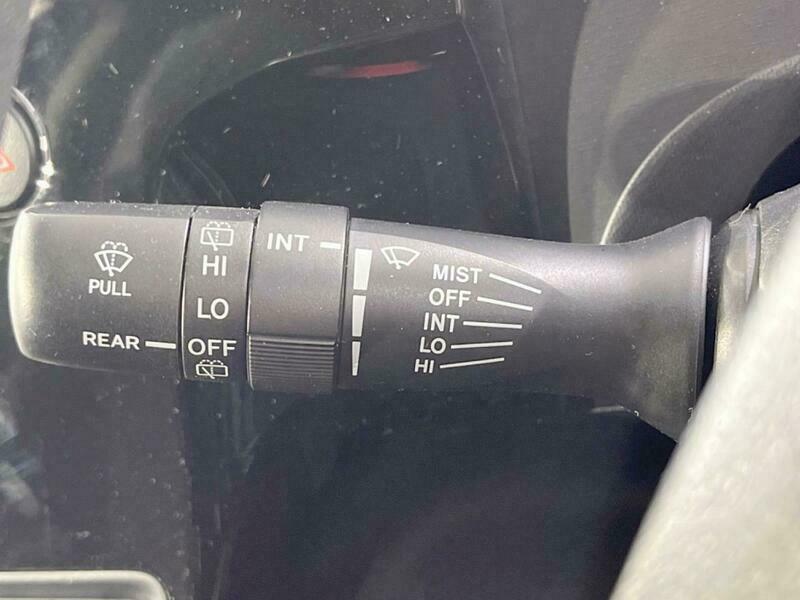 PULL
REAR
HI
LO
OFF
INT
MIST
OFF
INT
LO
HI